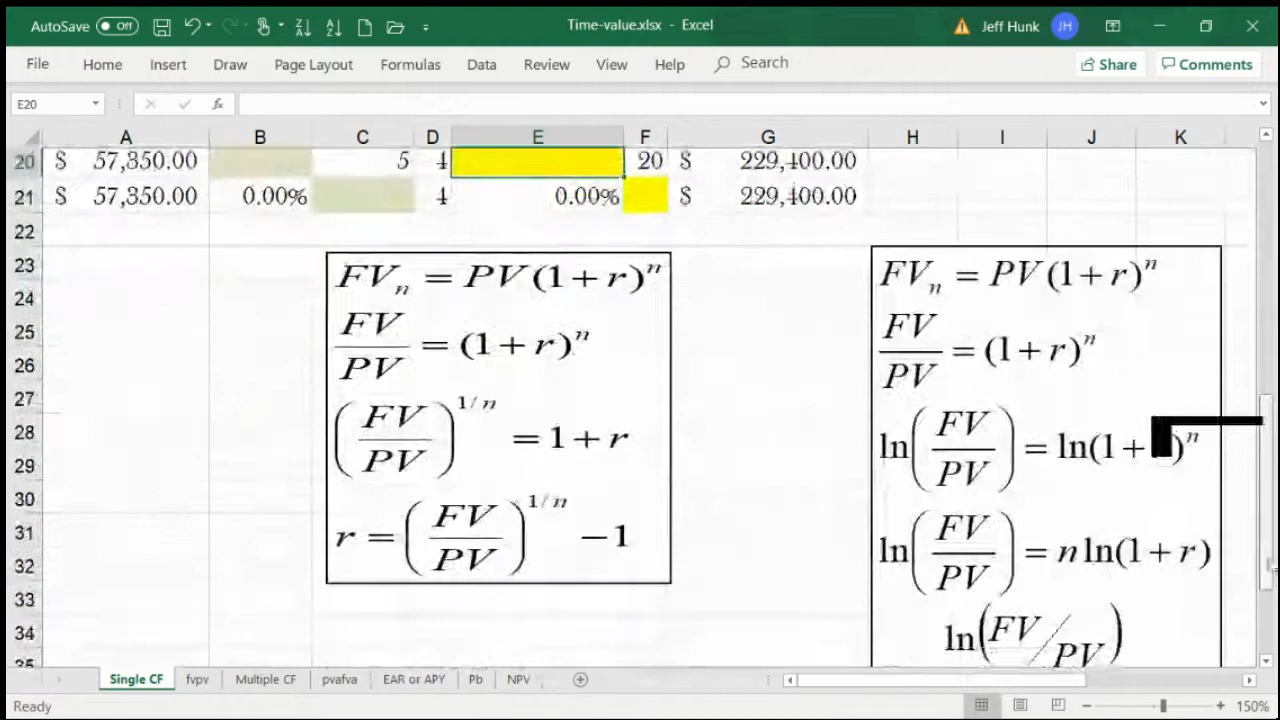 AutoSave Off Time-value.xlsx - Excel Jeff Hunk JH
File Home Insert Draw Page Layout Formulas Data Review View Help Search Share Comments
E20 fx
A B C D E F G H I J K
20 $ 57,350.00 5 4 20 $ 229,400.00
21 $ 57,350.00 0.00% 4 0.00% $ 229,400.00
22
23
24
25
26
27
28
29
30
31
32
33
34
35
FVₙ = PV(1 + r)ⁿ
FV/PV = (1 + r)ⁿ
(FV/PV)^1/n = 1 + r
r = (FV/PV)^1/n − 1
FVₙ = PV(1 + r)ⁿ
FV/PV = (1 + r)ⁿ
ln(FV/PV) = ln(1 + )ⁿ
ln(FV/PV) = n ln(1 + r)
ln(FV/PV)
Single CF fvpv Multiple CF pvafva EAR or APY Pb NPV
Ready 150%